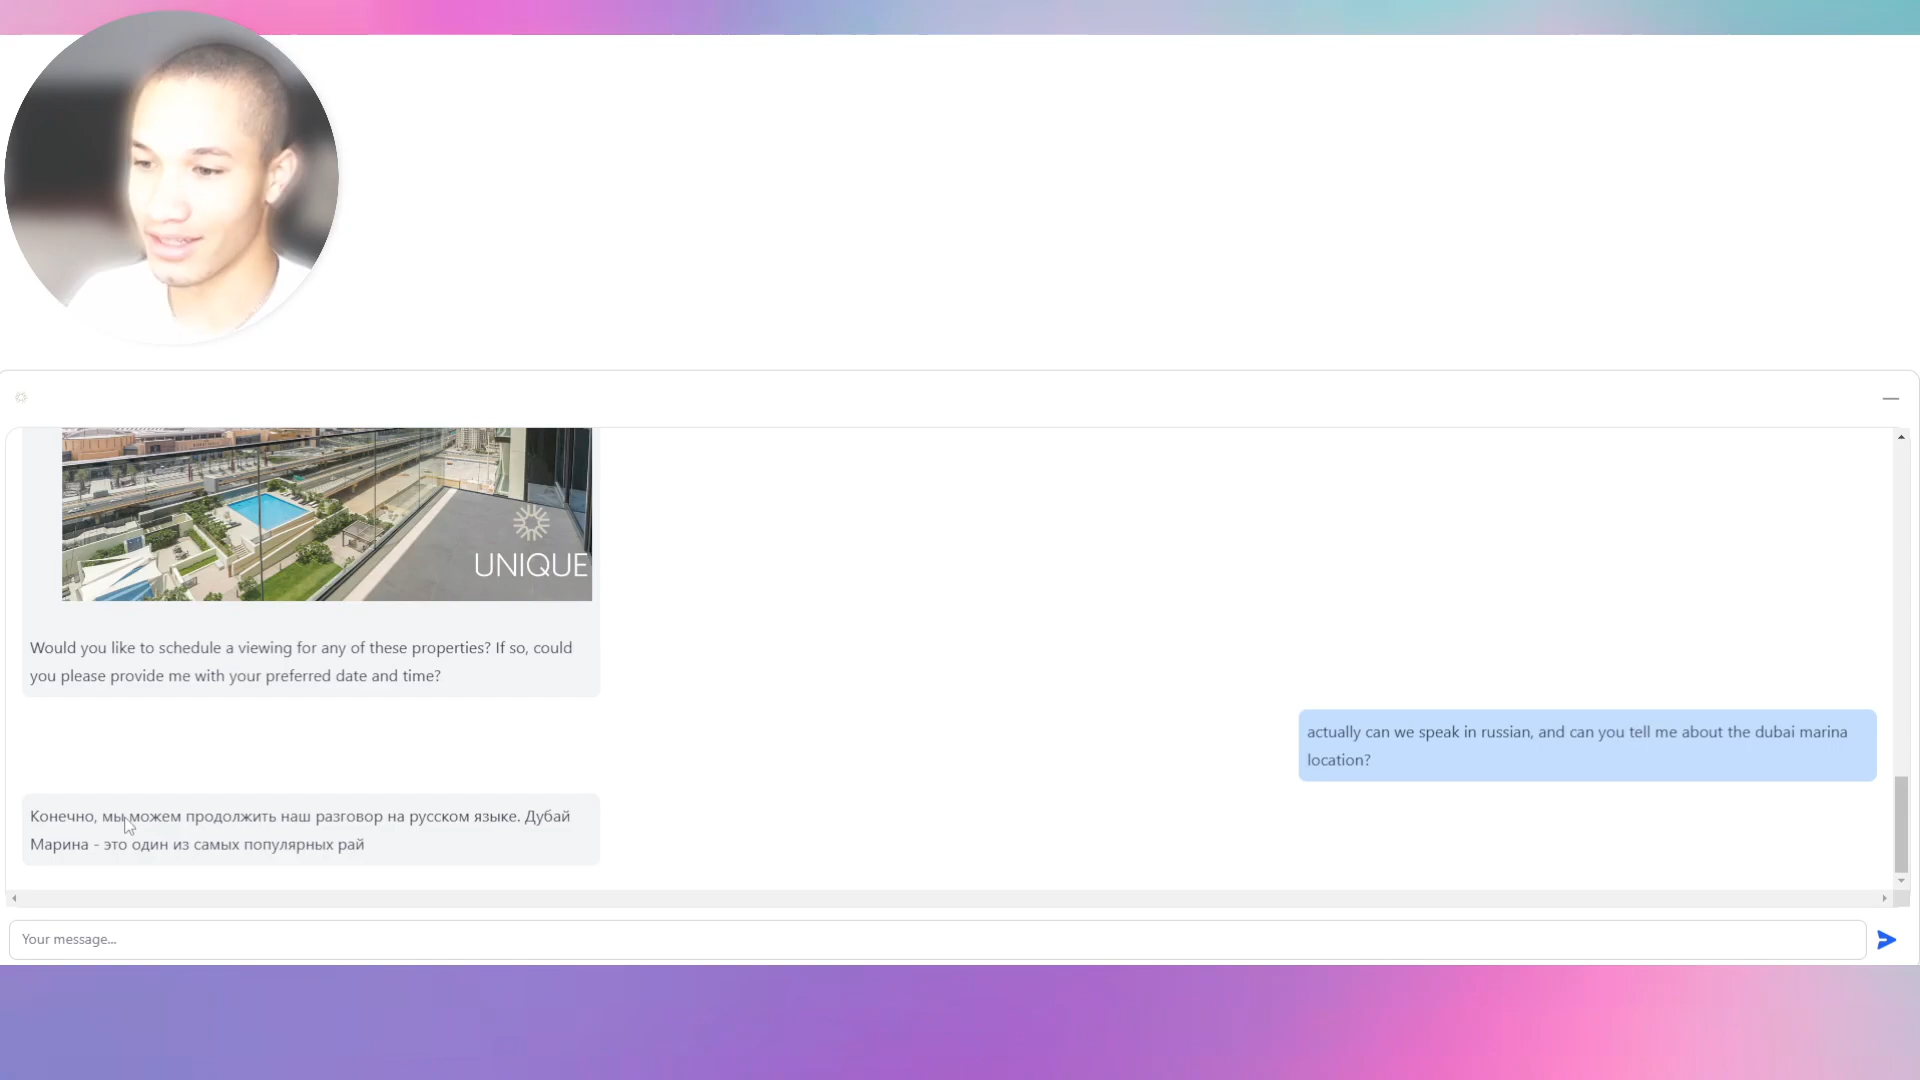 UNIQUE
Would you like to schedule a viewing for any of these properties? If so, could
you please provide me with your preferred date and time?
actually can we speak in russian, and can you tell me about the dubai marina
location?
Конечно, мы можем продолжить наш разговор на русском языке. Дубай
Марина - это один из самых популярных рай
Your message...